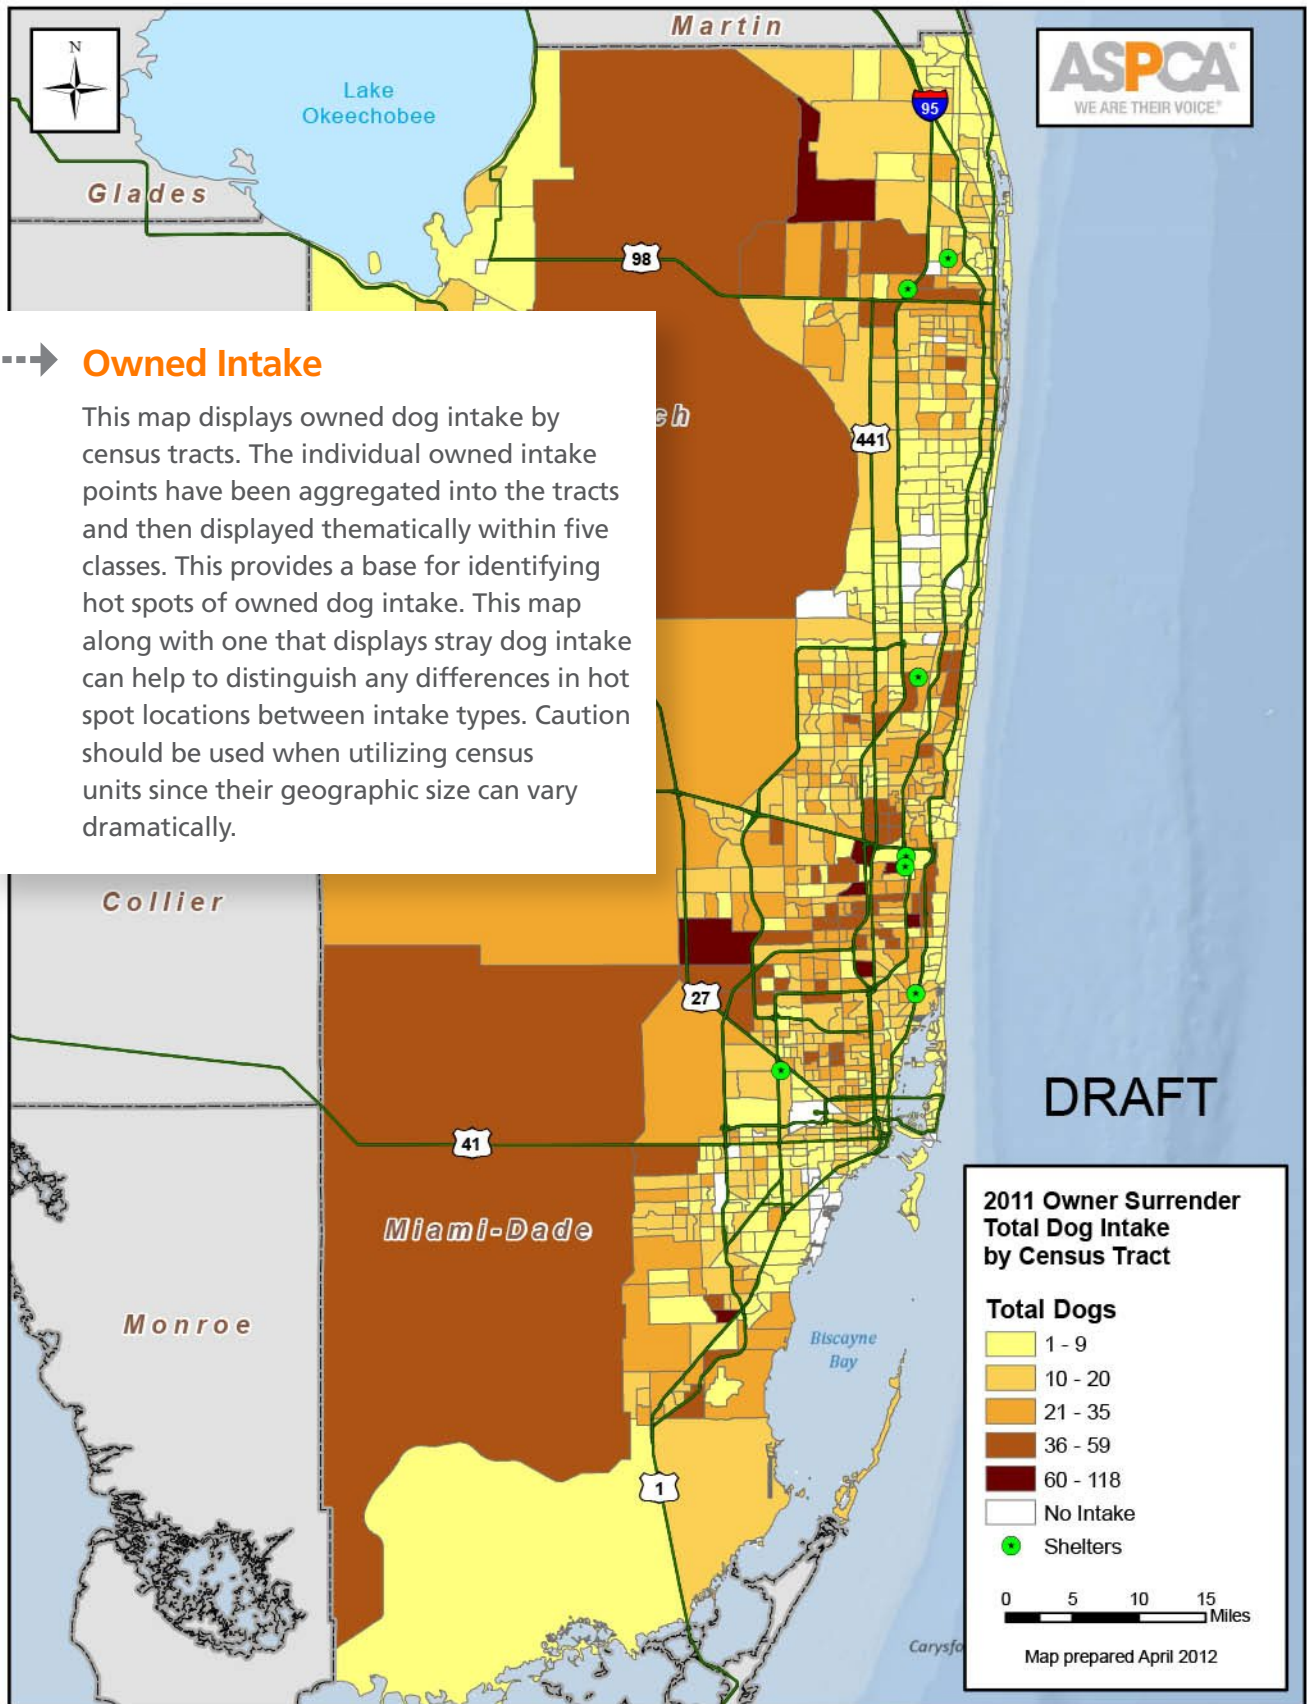 Martin
N
ASPCA®
WE ARE THEIR VOICE®
Lake
Okeechobee
95
Glades
98
Owned Intake
This map displays owned dog intake by
census tracts. The individual owned intake
points have been aggregated into the tracts
and then displayed thematically within five
classes. This provides a base for identifying
hot spots of owned dog intake. This map
along with one that displays stray dog intake
can help to distinguish any differences in hot
spot locations between intake types. Caution
should be used when utilizing census
units since their geographic size can vary
dramatically.
ch
441
Collier
27
41
DRAFT
Miami-Dade
Monroe
Biscayne
Bay
1
2011 Owner Surrender
Total Dog Intake
by Census Tract
Total Dogs
1 - 9
10 - 20
21 - 35
36 - 59
60 - 118
No Intake
Shelters
0 5 10 15
Miles
Map prepared April 2012
Carysfo